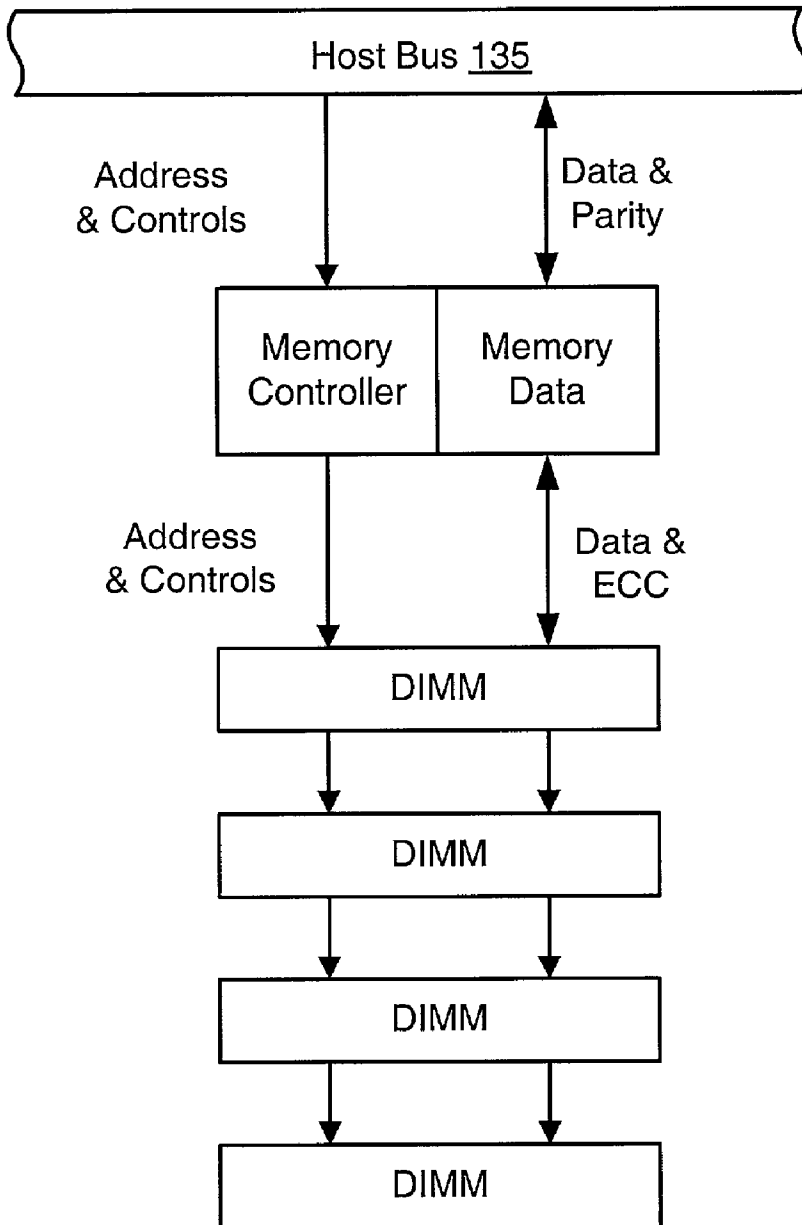 Host Bus 135
Address
& Controls
Data &
Parity
Memory
Controller
Memory
Data
Address
& Controls
Data &
ECC
DIMM
DIMM
DIMM
DIMM